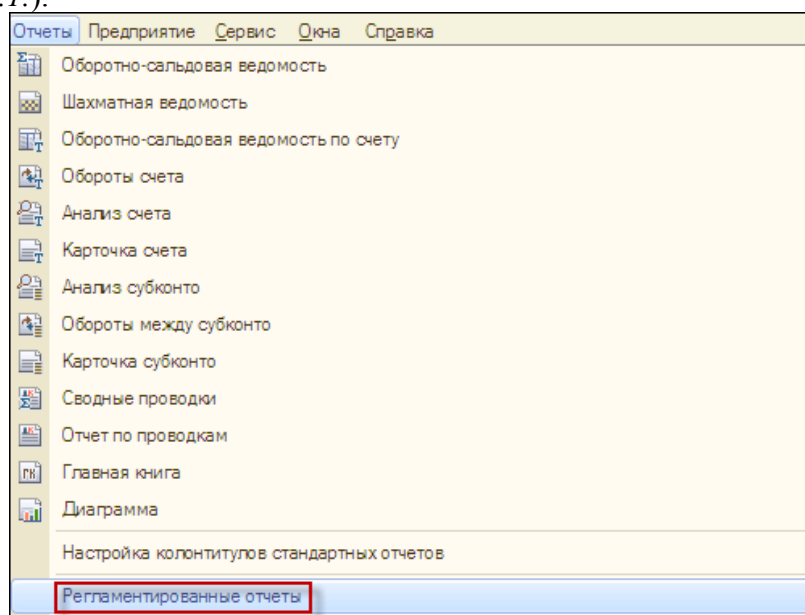 .1.).
Отчеты Предприятие Сервис Окна Справка
Оборотно-сальдовая ведомость
Шахматная ведомость
Оборотно-сальдовая ведомость по счету
Обороты счета
Анализ счета
Карточка счета
Анализ субконто
Обороты между субконто
Карточка субконто
Сводные проводки
Отчет по проводкам
Главная книга
Диаграмма
Настройка колонтитулов стандартных отчетов
Регламентированные отчеты